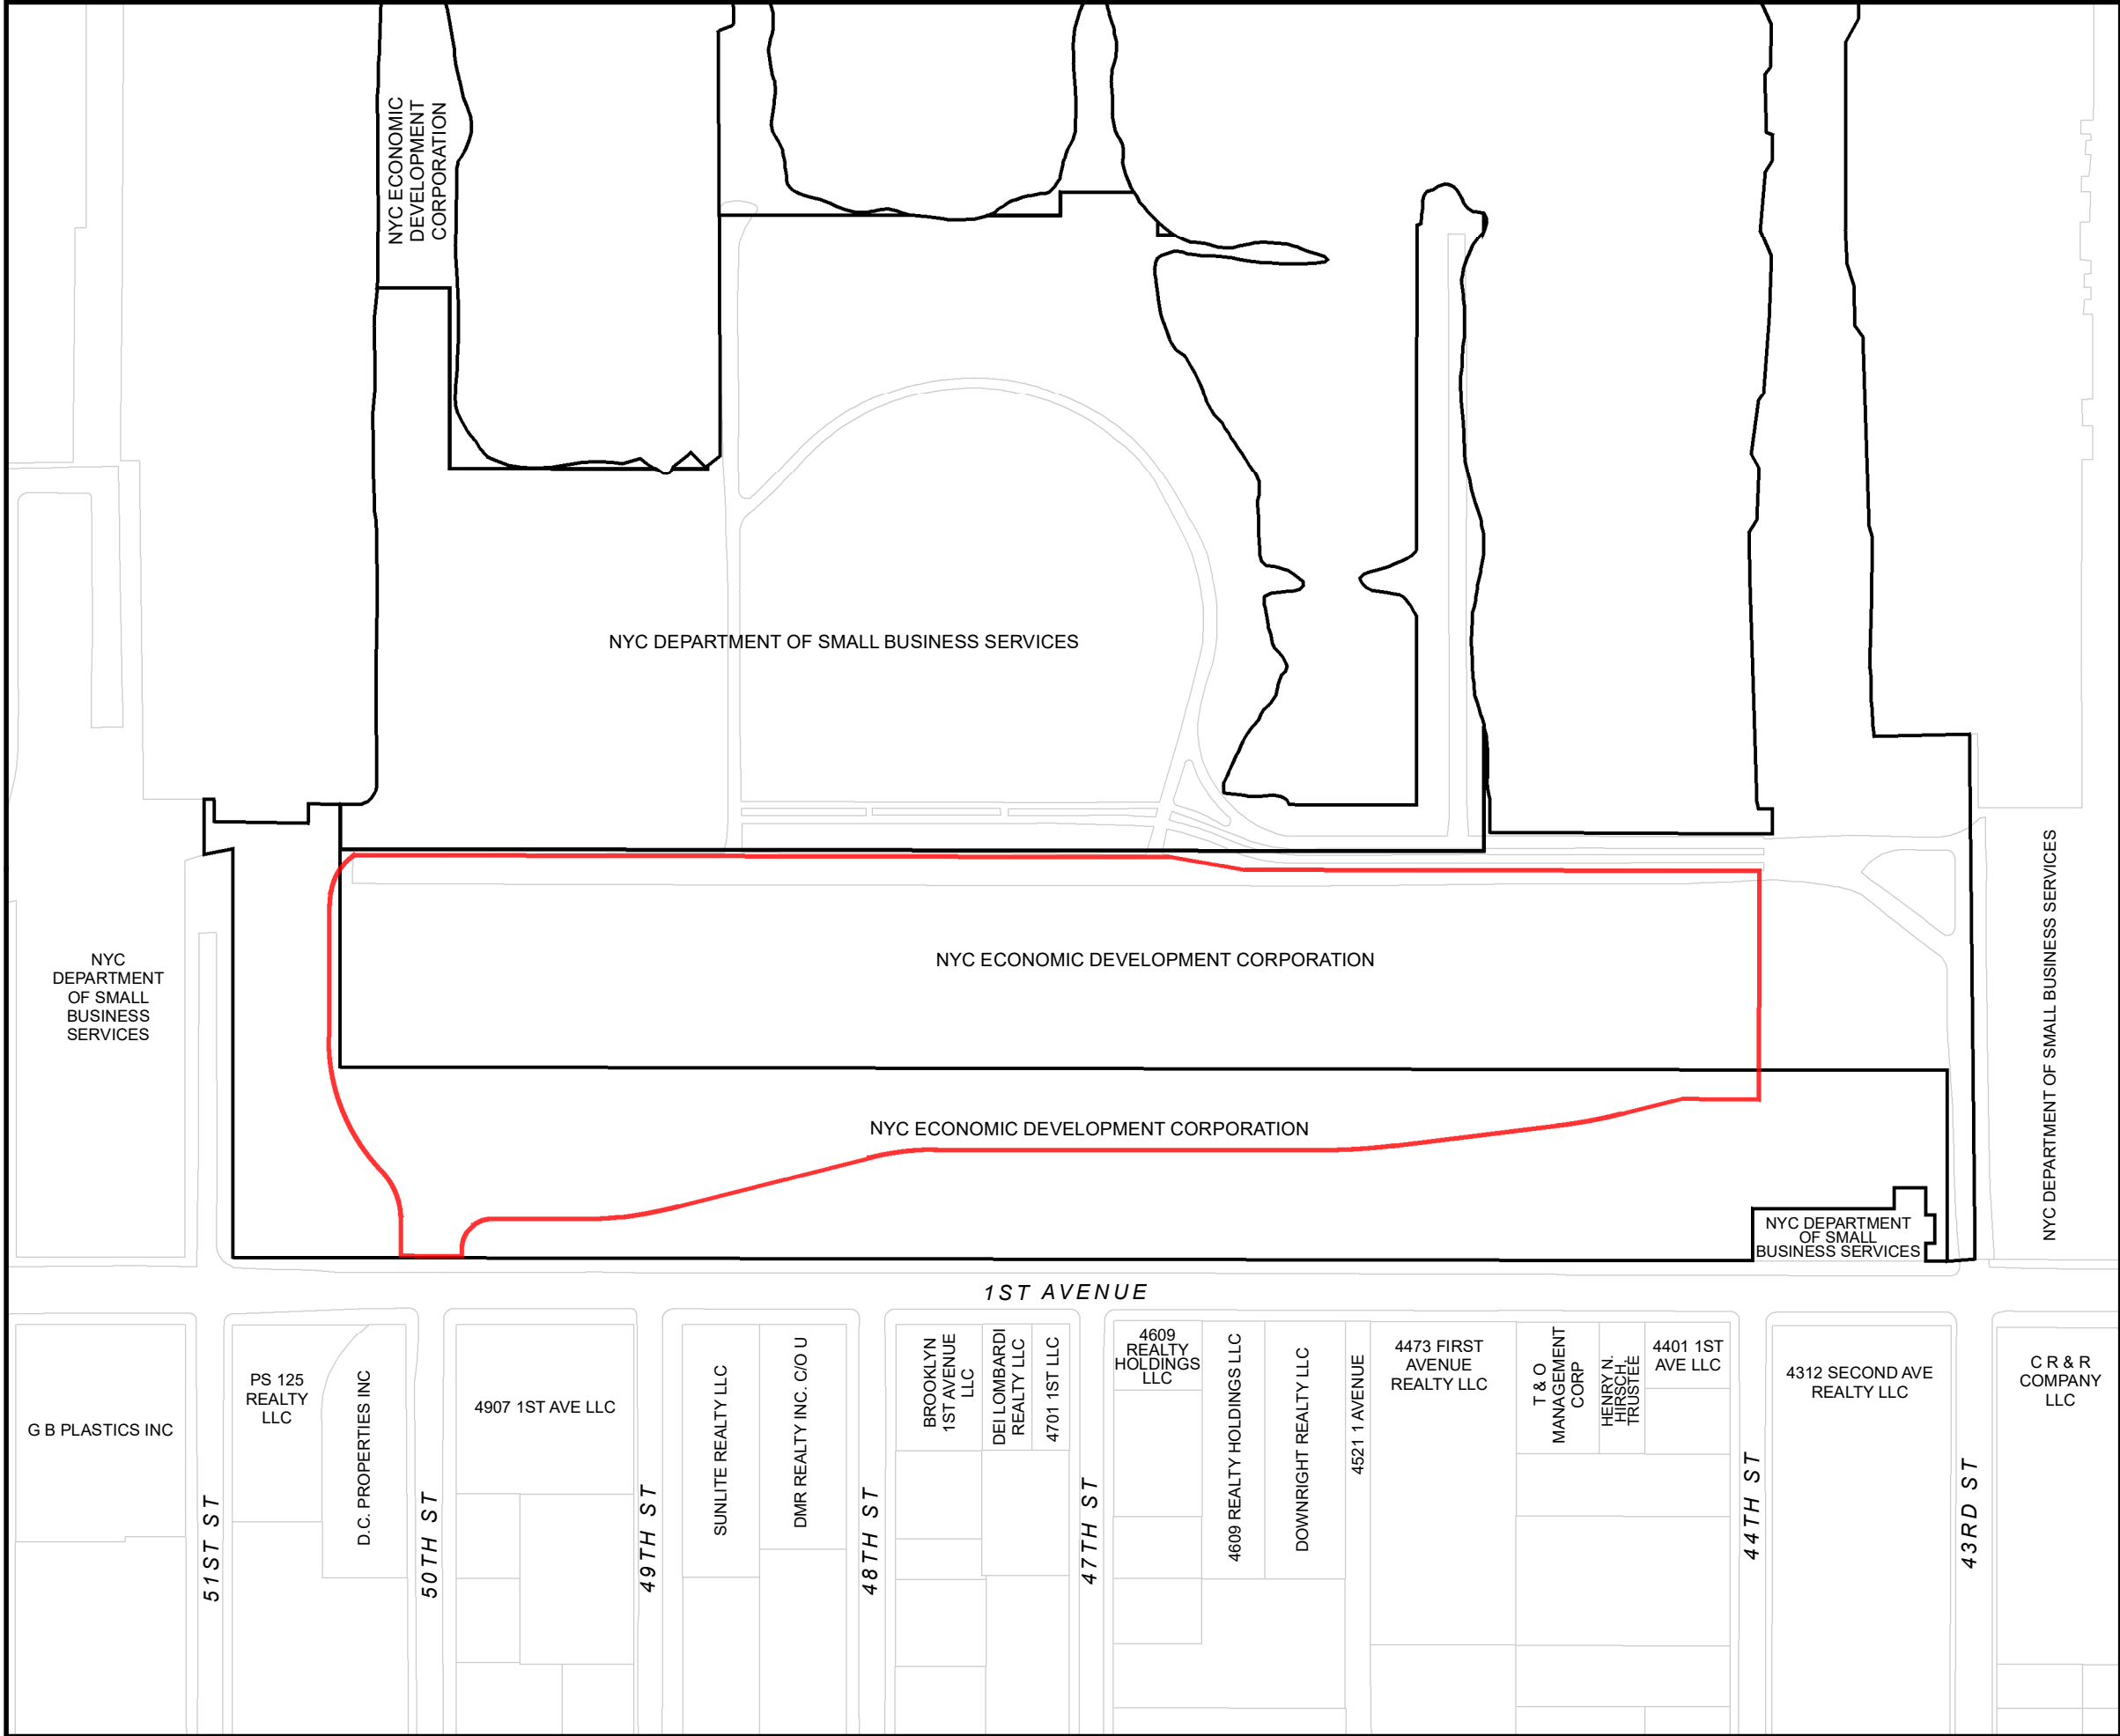 NYC ECONOMIC
DEVELOPMENT
CORPORATION
NYC DEPARTMENT OF SMALL BUSINESS SERVICES
NYC
DEPARTMENT
OF SMALL
BUSINESS
SERVICES
NYC ECONOMIC DEVELOPMENT CORPORATION
NYC DEPARTMENT OF SMALL BUSINESS SERVICES
NYC ECONOMIC DEVELOPMENT CORPORATION
NYC DEPARTMENT
OF SMALL
BUSINESS SERVICES
1ST AVENUE
G B PLASTICS INC
51ST ST
PS 125
REALTY
LLC
D.C. PROPERTIES INC
50TH ST
4907 1ST AVE LLC
49TH ST
SUNLITE REALTY LLC
DMR REALTY INC. C/O U
48TH ST
BROOKLYN
1ST AVENUE
LLC
DEI LOMBARDI
REALTY LLC
4701 1ST LLC
47TH ST
4609
REALTY
HOLDINGS
LLC
4609 REALTY HOLDINGS LLC
DOWNRIGHT REALTY LLC
4521 1 AVENUE
4473 FIRST
AVENUE
REALTY LLC
T & O
MANAGEMENT
CORP
HENRY N.
HIRSCH,
TRUSTEE
4401 1ST
AVE LLC
44TH ST
4312 SECOND AVE
REALTY LLC
43RD ST
C R & R
COMPANY
LLC